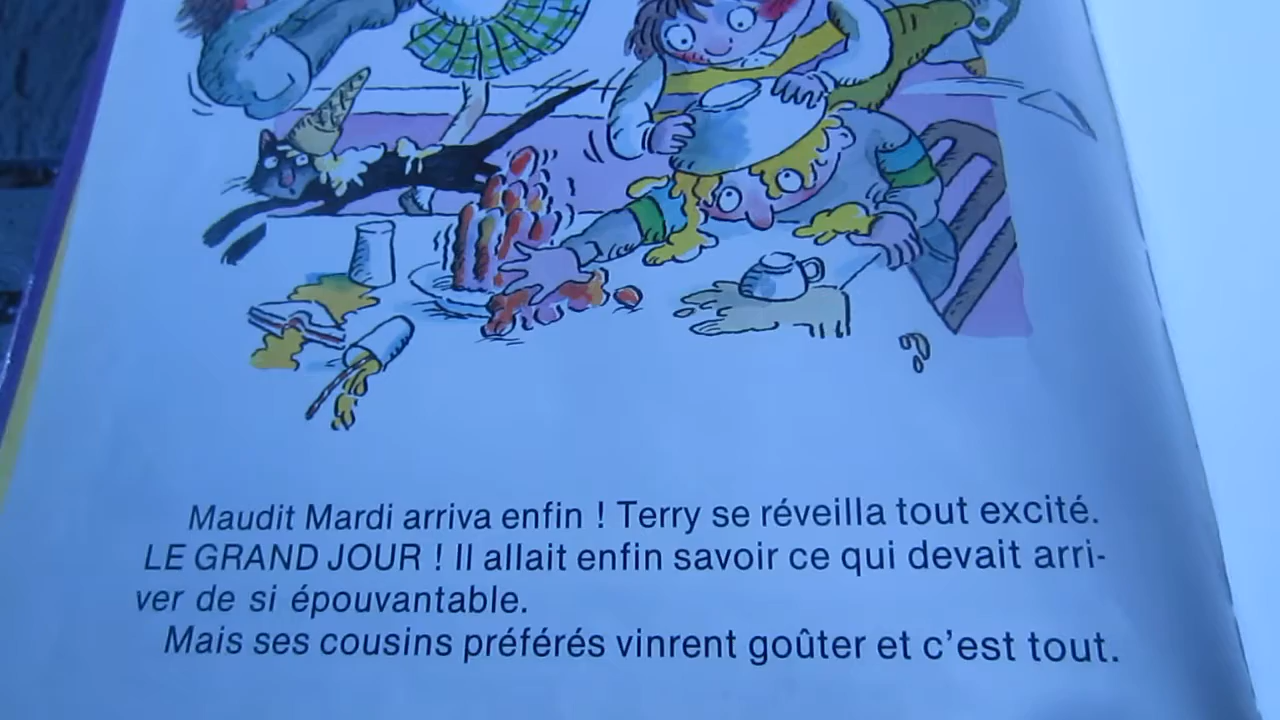 Maudit Mardi arriva enfin ! Terry se réveilla tout excité.
LE GRAND JOUR ! Il allait enfin savoir ce qui devait arri-
ver de si épouvantable.
Mais ses cousins préférés vinrent goûter et c'est tout.